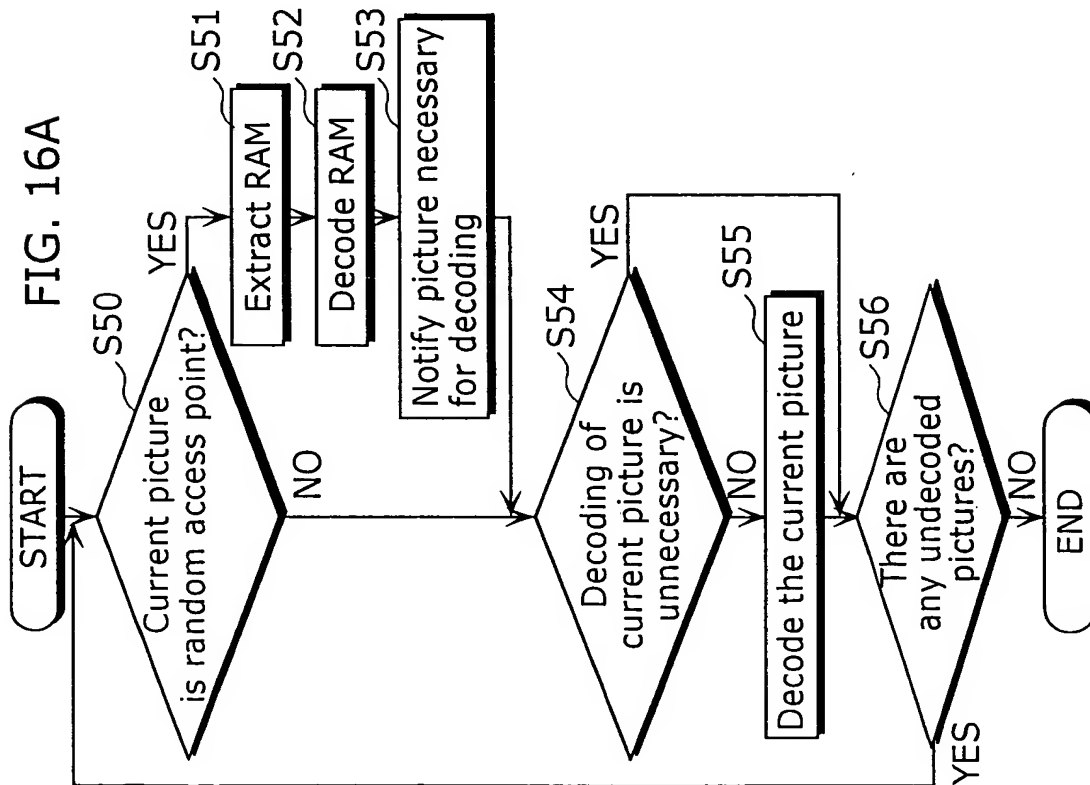 FIG. 16A
START
S50
Current picture
is random access point?
YES
NO
S51
Extract RAM
S52
Decode RAM
S53
Notify picture necessary
for decoding
S54
Decoding of
current picture is
unnecessary?
YES
NO
S55
Decode the current picture
S56
There are
any undecoded
pictures?
YES
NO
END